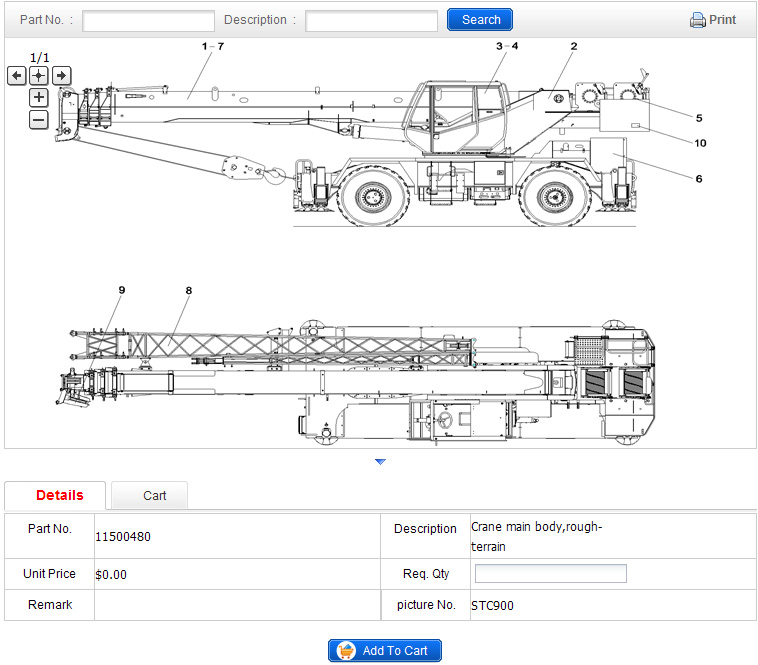 Part No. : Description : Search Print
1/1
1-7 3-4 2
5
10
6
9 8
Details Cart
Part No. 11500480 Description Crane main body,rough-
terrain
Unit Price $0.00 Req. Qty
Remark picture No. STC900
Add To Cart